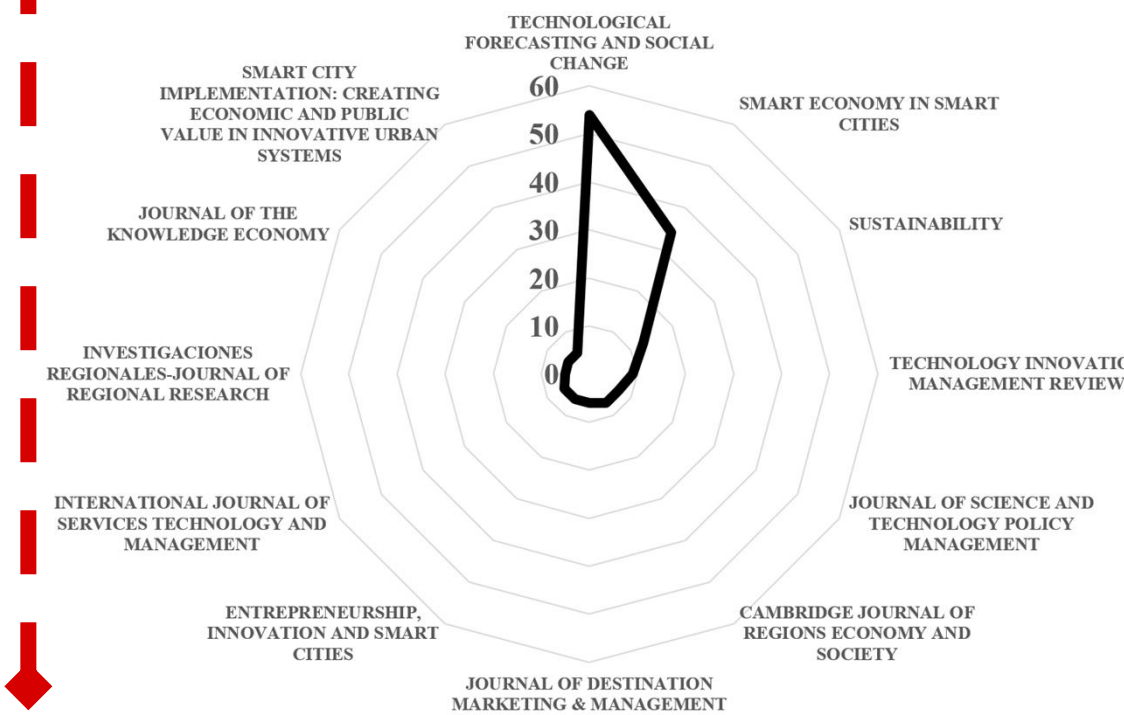 TECHNOLOGICAL
FORECASTING AND SOCIAL
CHANGE
SMART ECONOMY IN SMART
CITIES
SUSTAINABILITY
TECHNOLOGY INNOVATIO
MANAGEMENT REVIEW
JOURNAL OF SCIENCE AND
TECHNOLOGY POLICY
MANAGEMENT
CAMBRIDGE JOURNAL OF
REGIONS ECONOMY AND
SOCIETY
JOURNAL OF DESTINATION
MARKETING & MANAGEMENT
ENTREPRENEURSHIP,
INNOVATION AND SMART
CITIES
INTERNATIONAL JOURNAL OF
SERVICES TECHNOLOGY AND
MANAGEMENT
INVESTIGACIONES
REGIONALES-JOURNAL OF
REGIONAL RESEARCH
JOURNAL OF THE
KNOWLEDGE ECONOMY
SMART CITY
IMPLEMENTATION: CREATING
ECONOMIC AND PUBLIC
VALUE IN INNOVATIVE URBAN
SYSTEMS
60
50
40
30
20
10
0